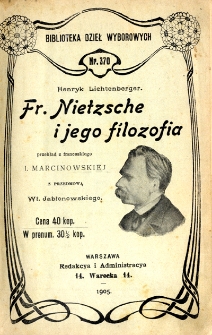 BIBLIOTEKA DZIEŁ WYBOROWYCH
Nr. 370
Henryk Lichtenberger.
Fr. Nietzsche
i jego filozofia
przekład z francuskiego
I. MARCINOWSKIEJ
Z PRZEDMOWĄ
Wł. Jabłonowskiego.
Cena 40 kop.
W prenum. 30½ kop.
WARSZAWA
Redakcya i Administracya
14. Warecka 14.
1905.